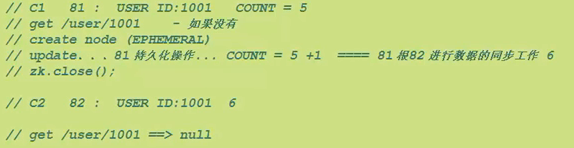 // C1 81 : USER ID:1001 COUNT = 5
// get /user/1001 - 如果没有
// create node (EPHEMERAL)
// update. . . 81 持久化操作... COUNT = 5 +1 ==== 81 报82 进行数据的同步工作 6
// zk.close();
// C2 82 : USER ID:1001 6
// get /user/1001 ==> null